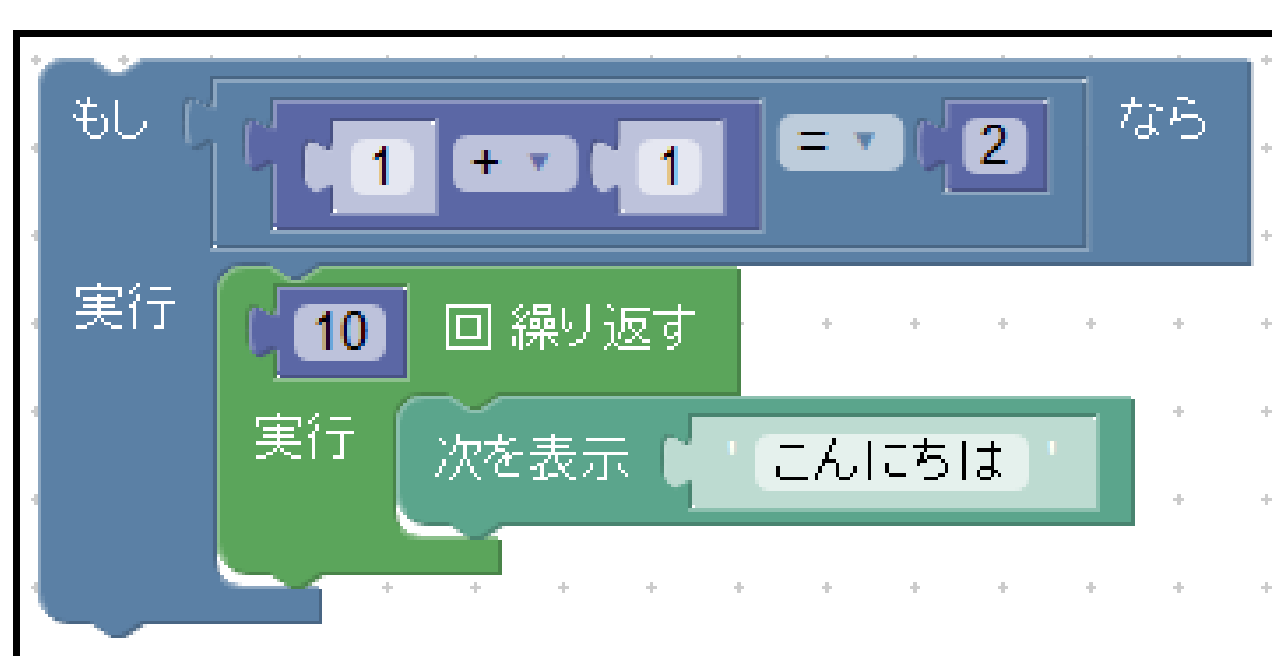 もし 1 + 1 = 2 なら
実行 10 回 繰り返す
実行 次を表示 ' こんにちは '